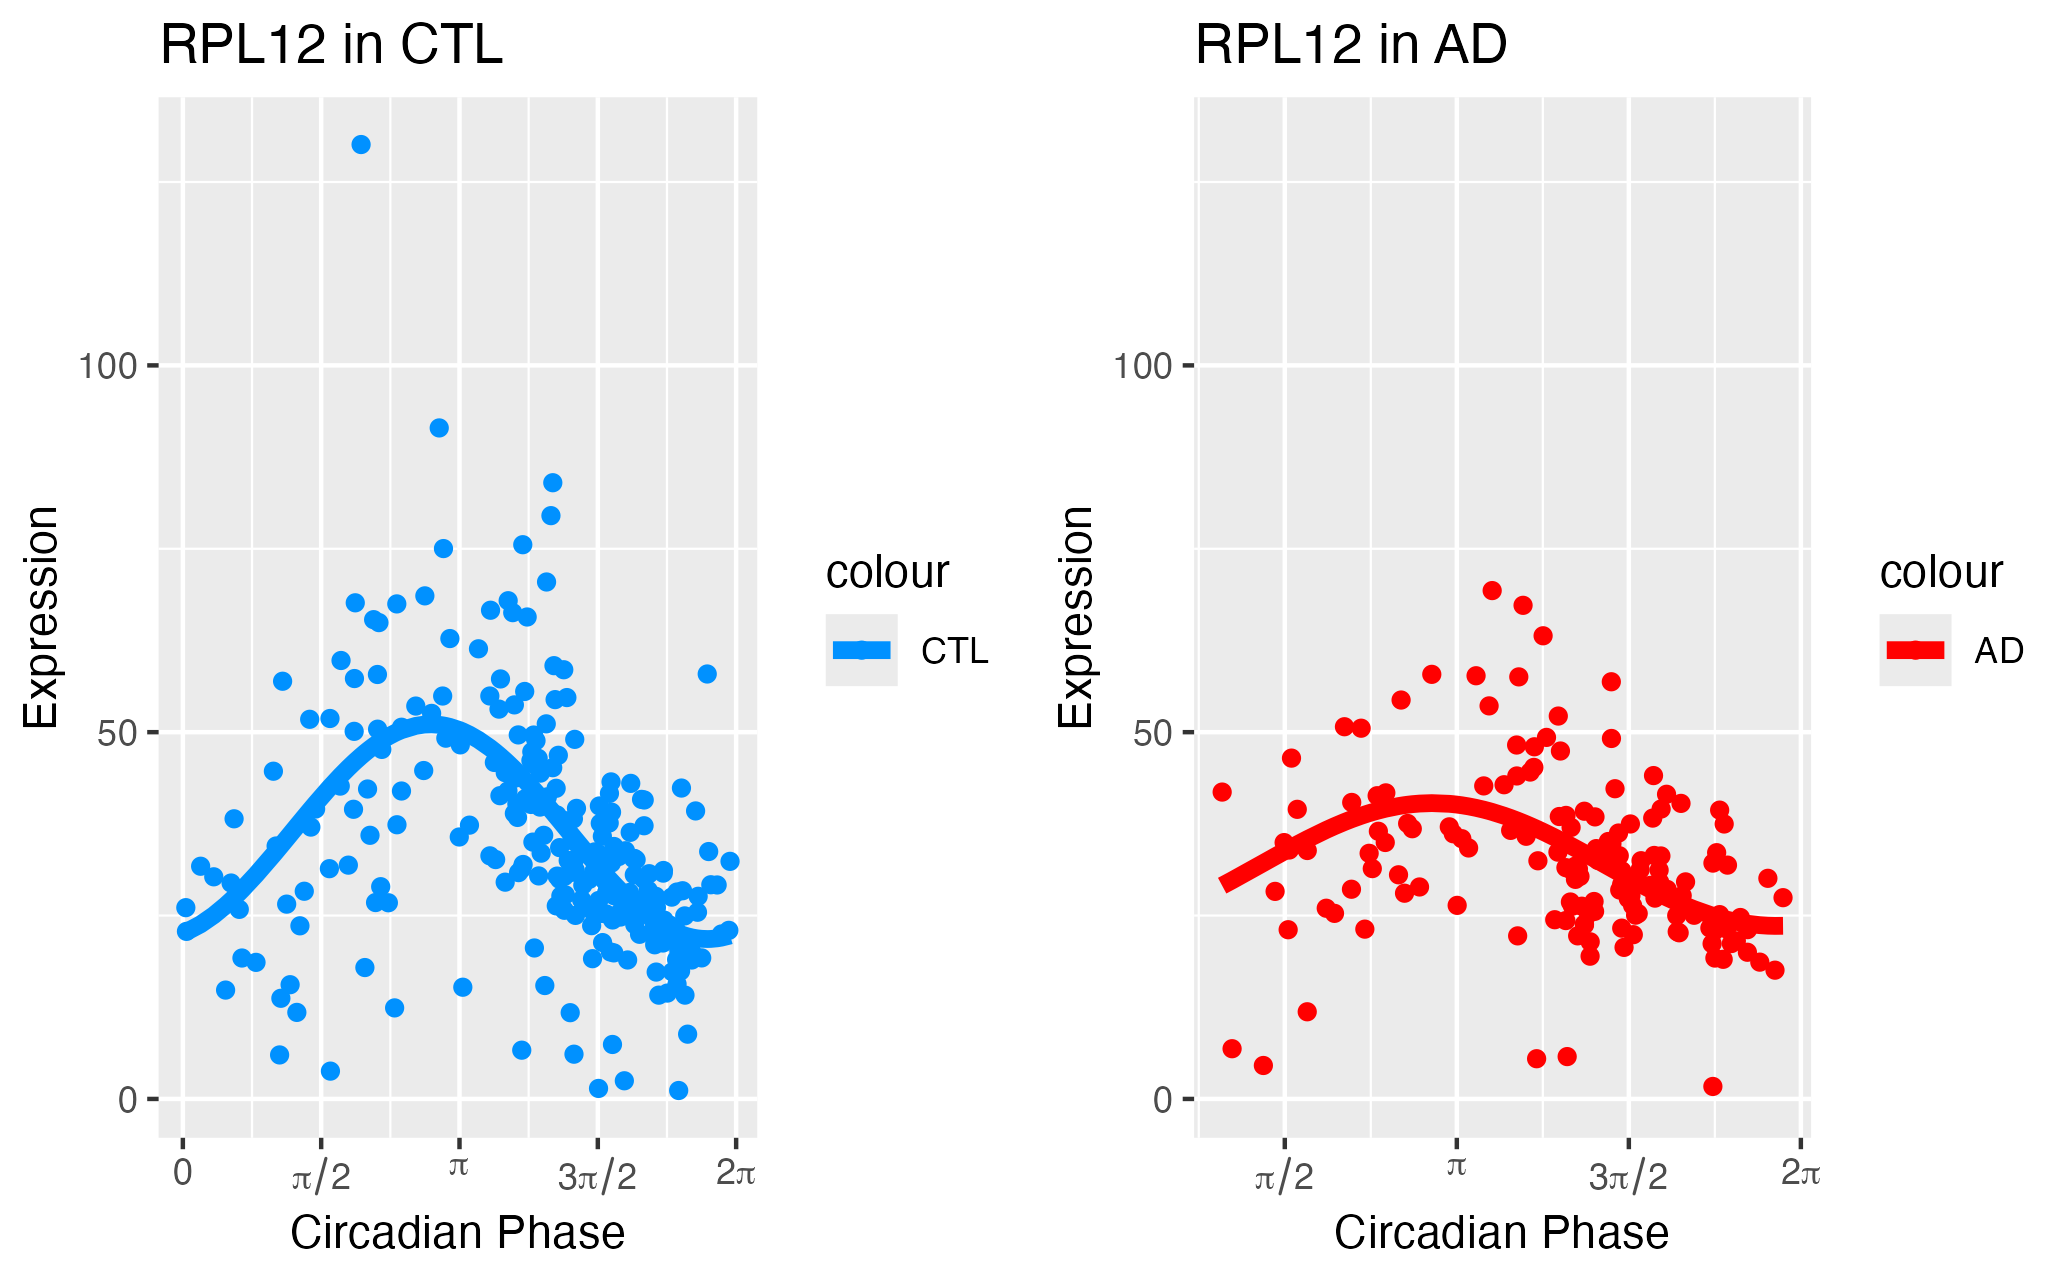 RPL12 in CTL
100
50
0
Expression
0
π/2
π
3π/2
2π
Circadian Phase
colour
CTL
RPL12 in AD
100
50
0
Expression
π/2
π
3π/2
2π
Circadian Phase
colour
AD